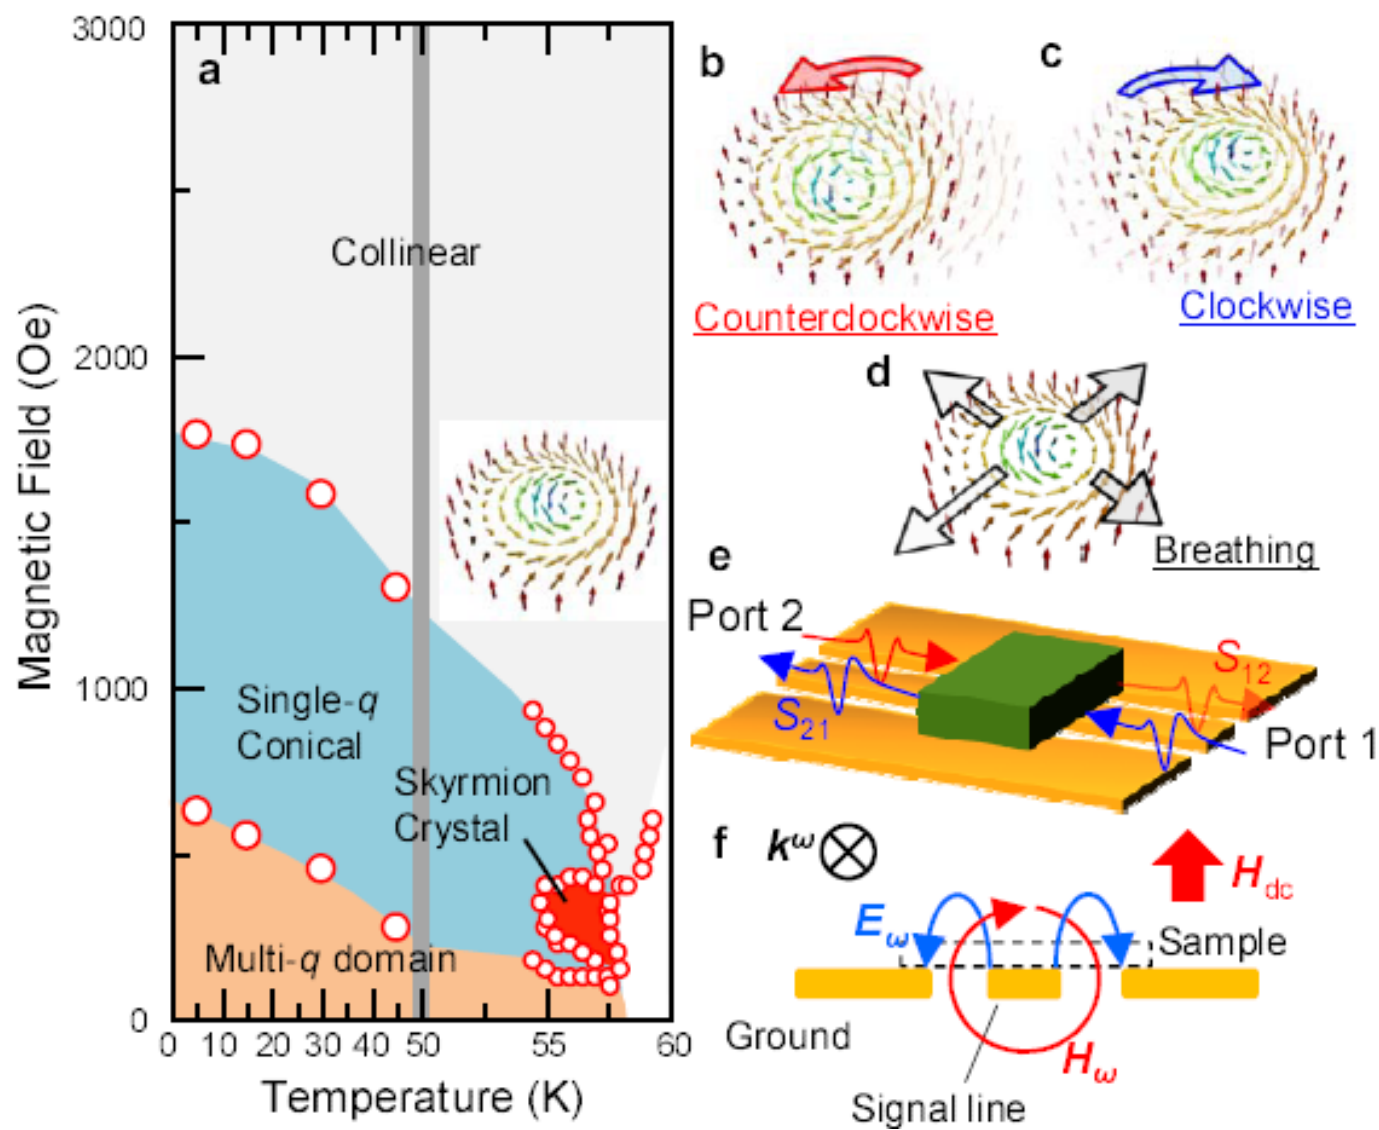 3000
2000
1000
0
Magnetic Field (Oe)
a
Collinear
Single-q
Conical
Skyrmion
Crystal
Multi-q domain
0 10 20 30 40 50 55 60
Temperature (K)
b
Counterclockwise
c
Clockwise
d
Breathing
e
Port 2
S12
S21
Port 1
f
kω
Hdc
Eω
Sample
Ground
Hω
Signal line